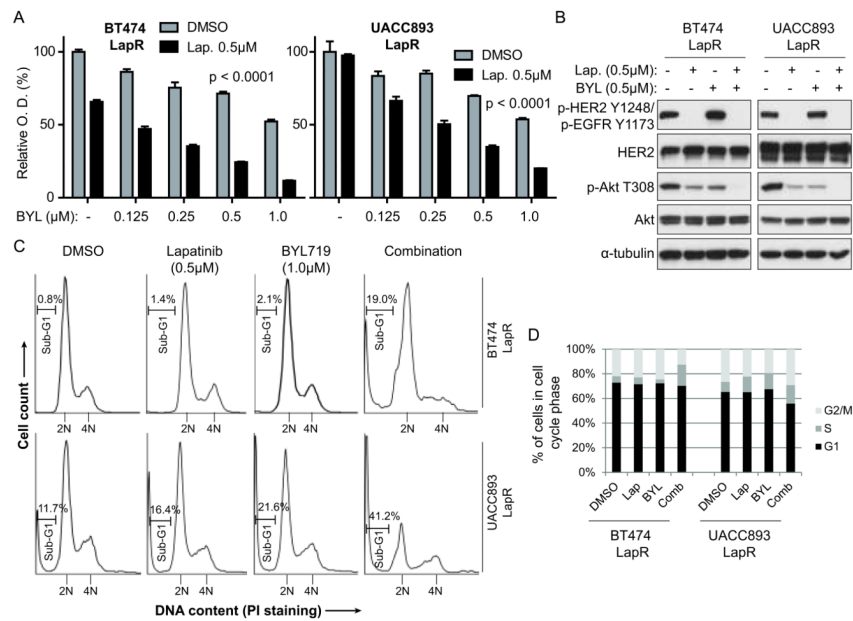 A
BT474
LapR
DMSO
Lap. 0.5µM
p < 0.0001
UACC893
LapR
DMSO
Lap. 0.5µM
p < 0.0001
Relative O. D. (%)
100
50
0
100
50
0
BYL (µM): - 0.125 0.25 0.5 1.0 - 0.125 0.25 0.5 1.0
B
BT474
LapR
UACC893
LapR
Lap. (0.5µM): - + - + - + - +
BYL (0.5µM): - - + + - - + +
p-HER2 Y1248/
p-EGFR Y1173
HER2
p-Akt T308
Akt
α-tubulin
C
DMSO
Lapatinib
(0.5µM)
BYL719
(1.0µM)
Combination
0.8%
Sub-G1
1.4%
Sub-G1
2.1%
Sub-G1
19.0%
Sub-G1
BT474
LapR
2N 4N 2N 4N 2N 4N 2N 4N
Cell count
11.7%
Sub-G1
16.4%
Sub-G1
21.6%
Sub-G1
41.2%
Sub-G1
UACC893
LapR
2N 4N 2N 4N 2N 4N 2N 4N
DNA content (PI staining)
D
% of cells in cell
cycle phase
100%
80%
60%
40%
20%
0%
G2/M
S
G1
DMSO Lap BYL Comb DMSO Lap BYL Comb
BT474
LapR
UACC893
LapR